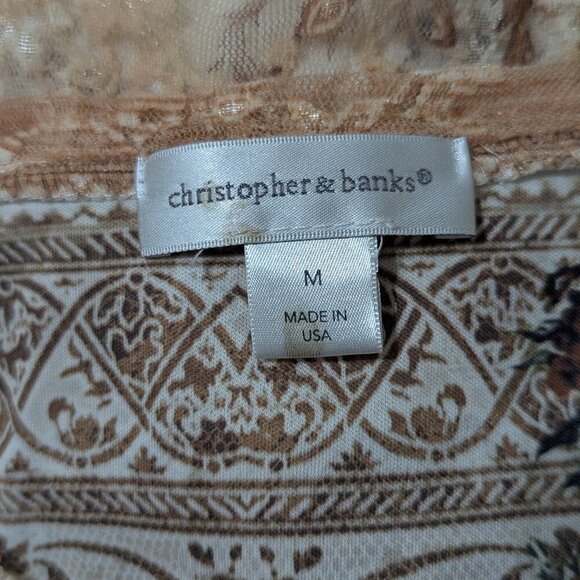 christopher & banks®
M
MADE IN
USA